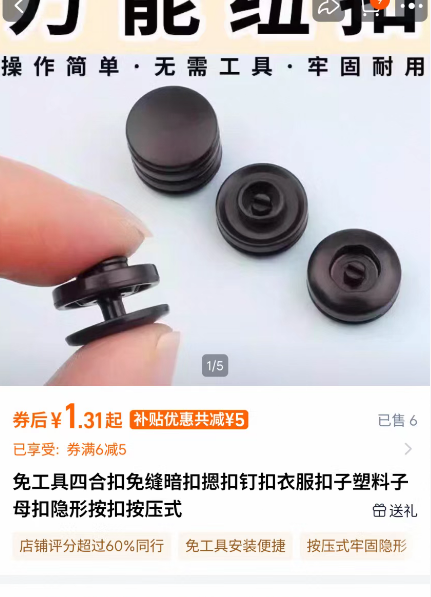 万能纽扣
操作简单·无需工具·牢固耐用
1/5
券后¥1.31起 补贴优惠共减¥5 已售 6
已享受: 券满6减5
免工具四合扣免缝暗扣摁扣钉扣衣服扣子塑料子
母扣隐形按扣按压式
送礼
店铺评分超过60%同行 免工具安装便捷 按压式牢固隐形